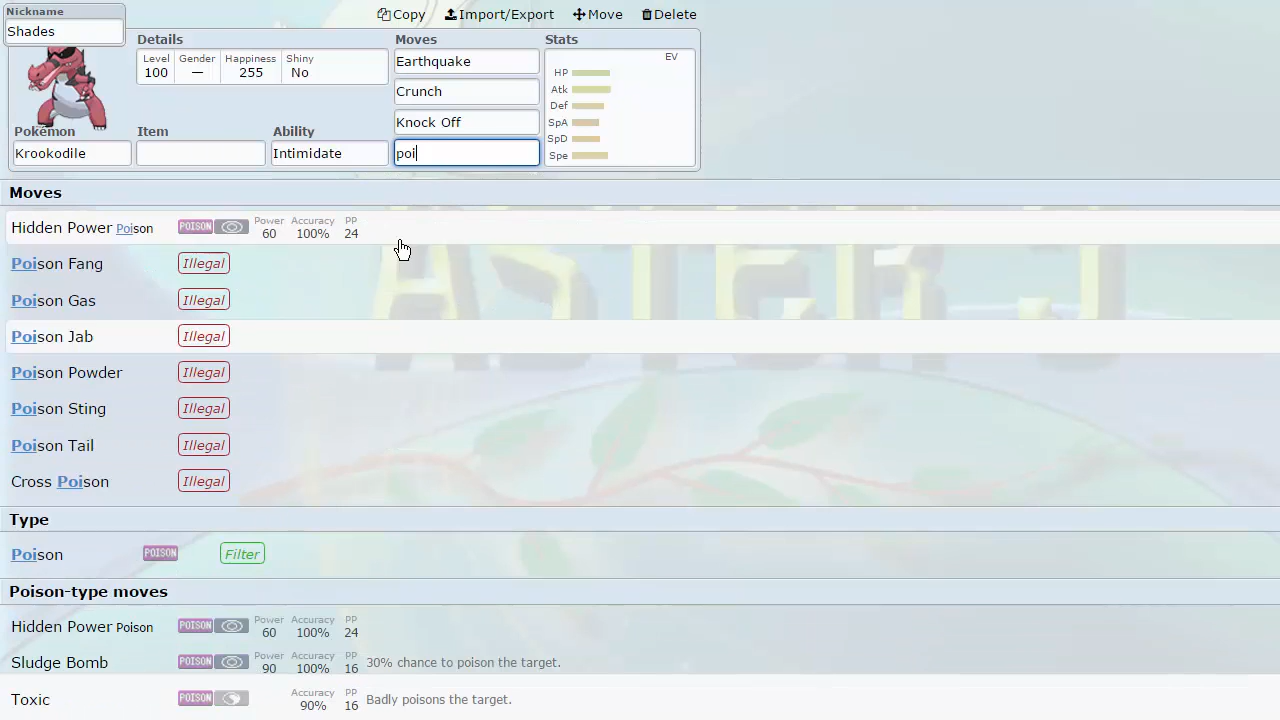 Nickname
Shades
Copy Import/Export Move Delete
Details
Level Gender Happiness Shiny
100 — 255 No
Moves
Earthquake
Crunch
Knock Off
poi
Stats
EV
HP
Atk
Def
SpA
SpD
Spe
Pokémon Item Ability
Krookodile Intimidate
Moves
Hidden Power Poison POISON Power 60 Accuracy 100% PP 24
Poison Fang Illegal
Poison Gas Illegal
Poison Jab Illegal
Poison Powder Illegal
Poison Sting Illegal
Poison Tail Illegal
Cross Poison Illegal
Type
Poison POISON Filter
Poison-type moves
Hidden Power Poison POISON Power 60 Accuracy 100% PP 24
Sludge Bomb POISON Power 90 Accuracy 100% PP 16 30% chance to poison the target.
Toxic POISON Accuracy 90% PP 16 Badly poisons the target.